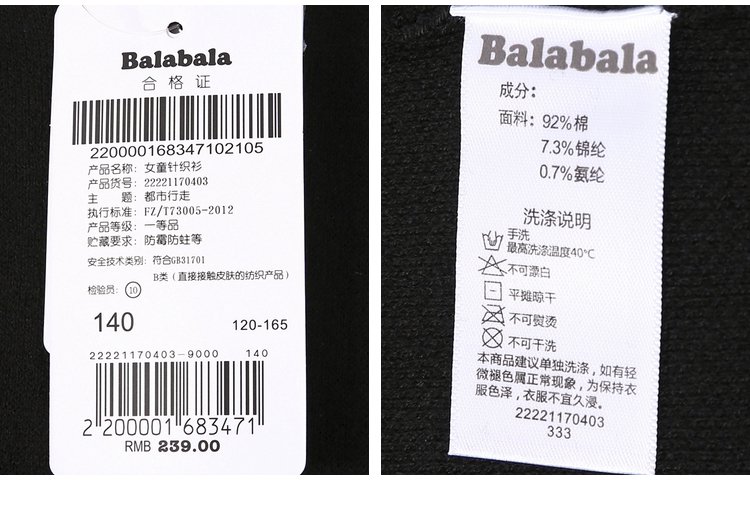 Balabala
合格证
220000168347102105
产品名称: 女童针织衫
产品货号: 22221170403
主 题: 都市行走
执行标准: FZ/T73005-2012
产品等级: 一等品
贮藏要求: 防霉防蛀等
安全技术类别: 符合GB31701
B类(直接接触皮肤的纺织产品)
检验员: 10
140 120-165
22221170403-9000 140
2 200001 683471
RMB 239.00
Balabala
成分:
面料: 92%棉
7.3%锦纶
0.7%氨纶
洗涤说明
手洗
最高洗涤温度40℃
不可漂白
平摊晾干
不可熨烫
不可干洗
本商品建议单独洗涤,如有轻
微褪色属正常现象,为保持衣
服色泽,衣服不宜久浸。
22221170403
333